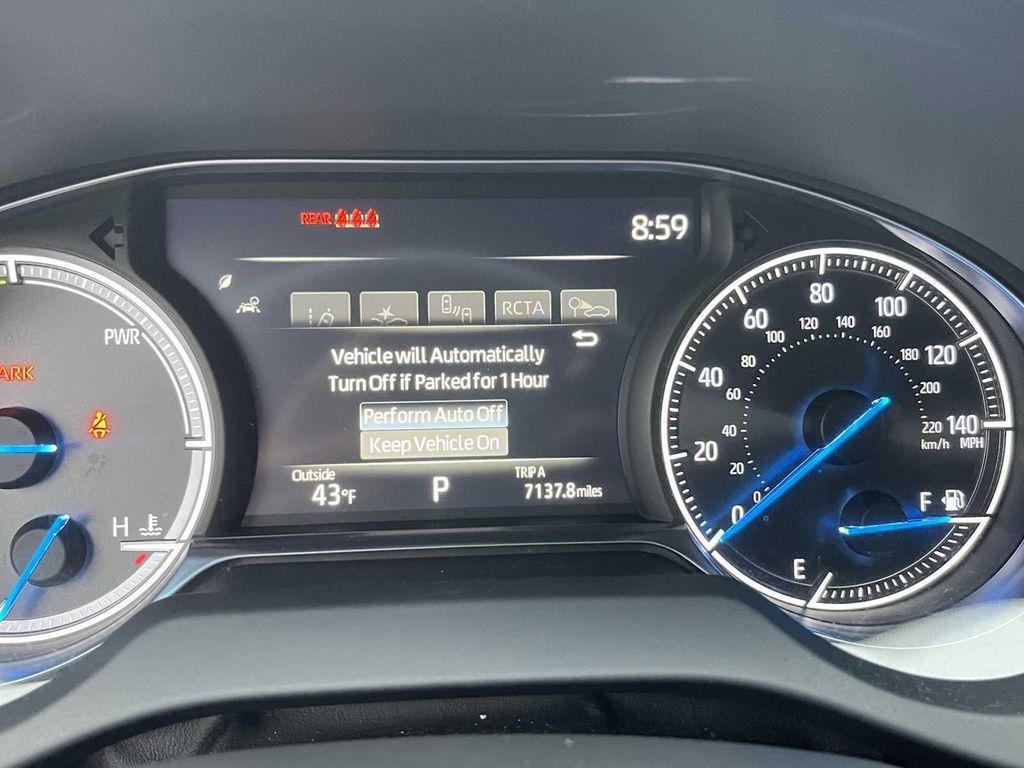 REAR
8:59
RCTA
Vehicle will Automatically
Turn Off if Parked for 1 Hour
Perform Auto Off
Keep Vehicle On
Outside
43°F
P
TRIP A
7137.8 miles
PWR
ARK
H
0
20
40
60
80
100
120
140
MPH
0
20
40
60
80
100
120
140
160
180
200
220
km/h
F
E